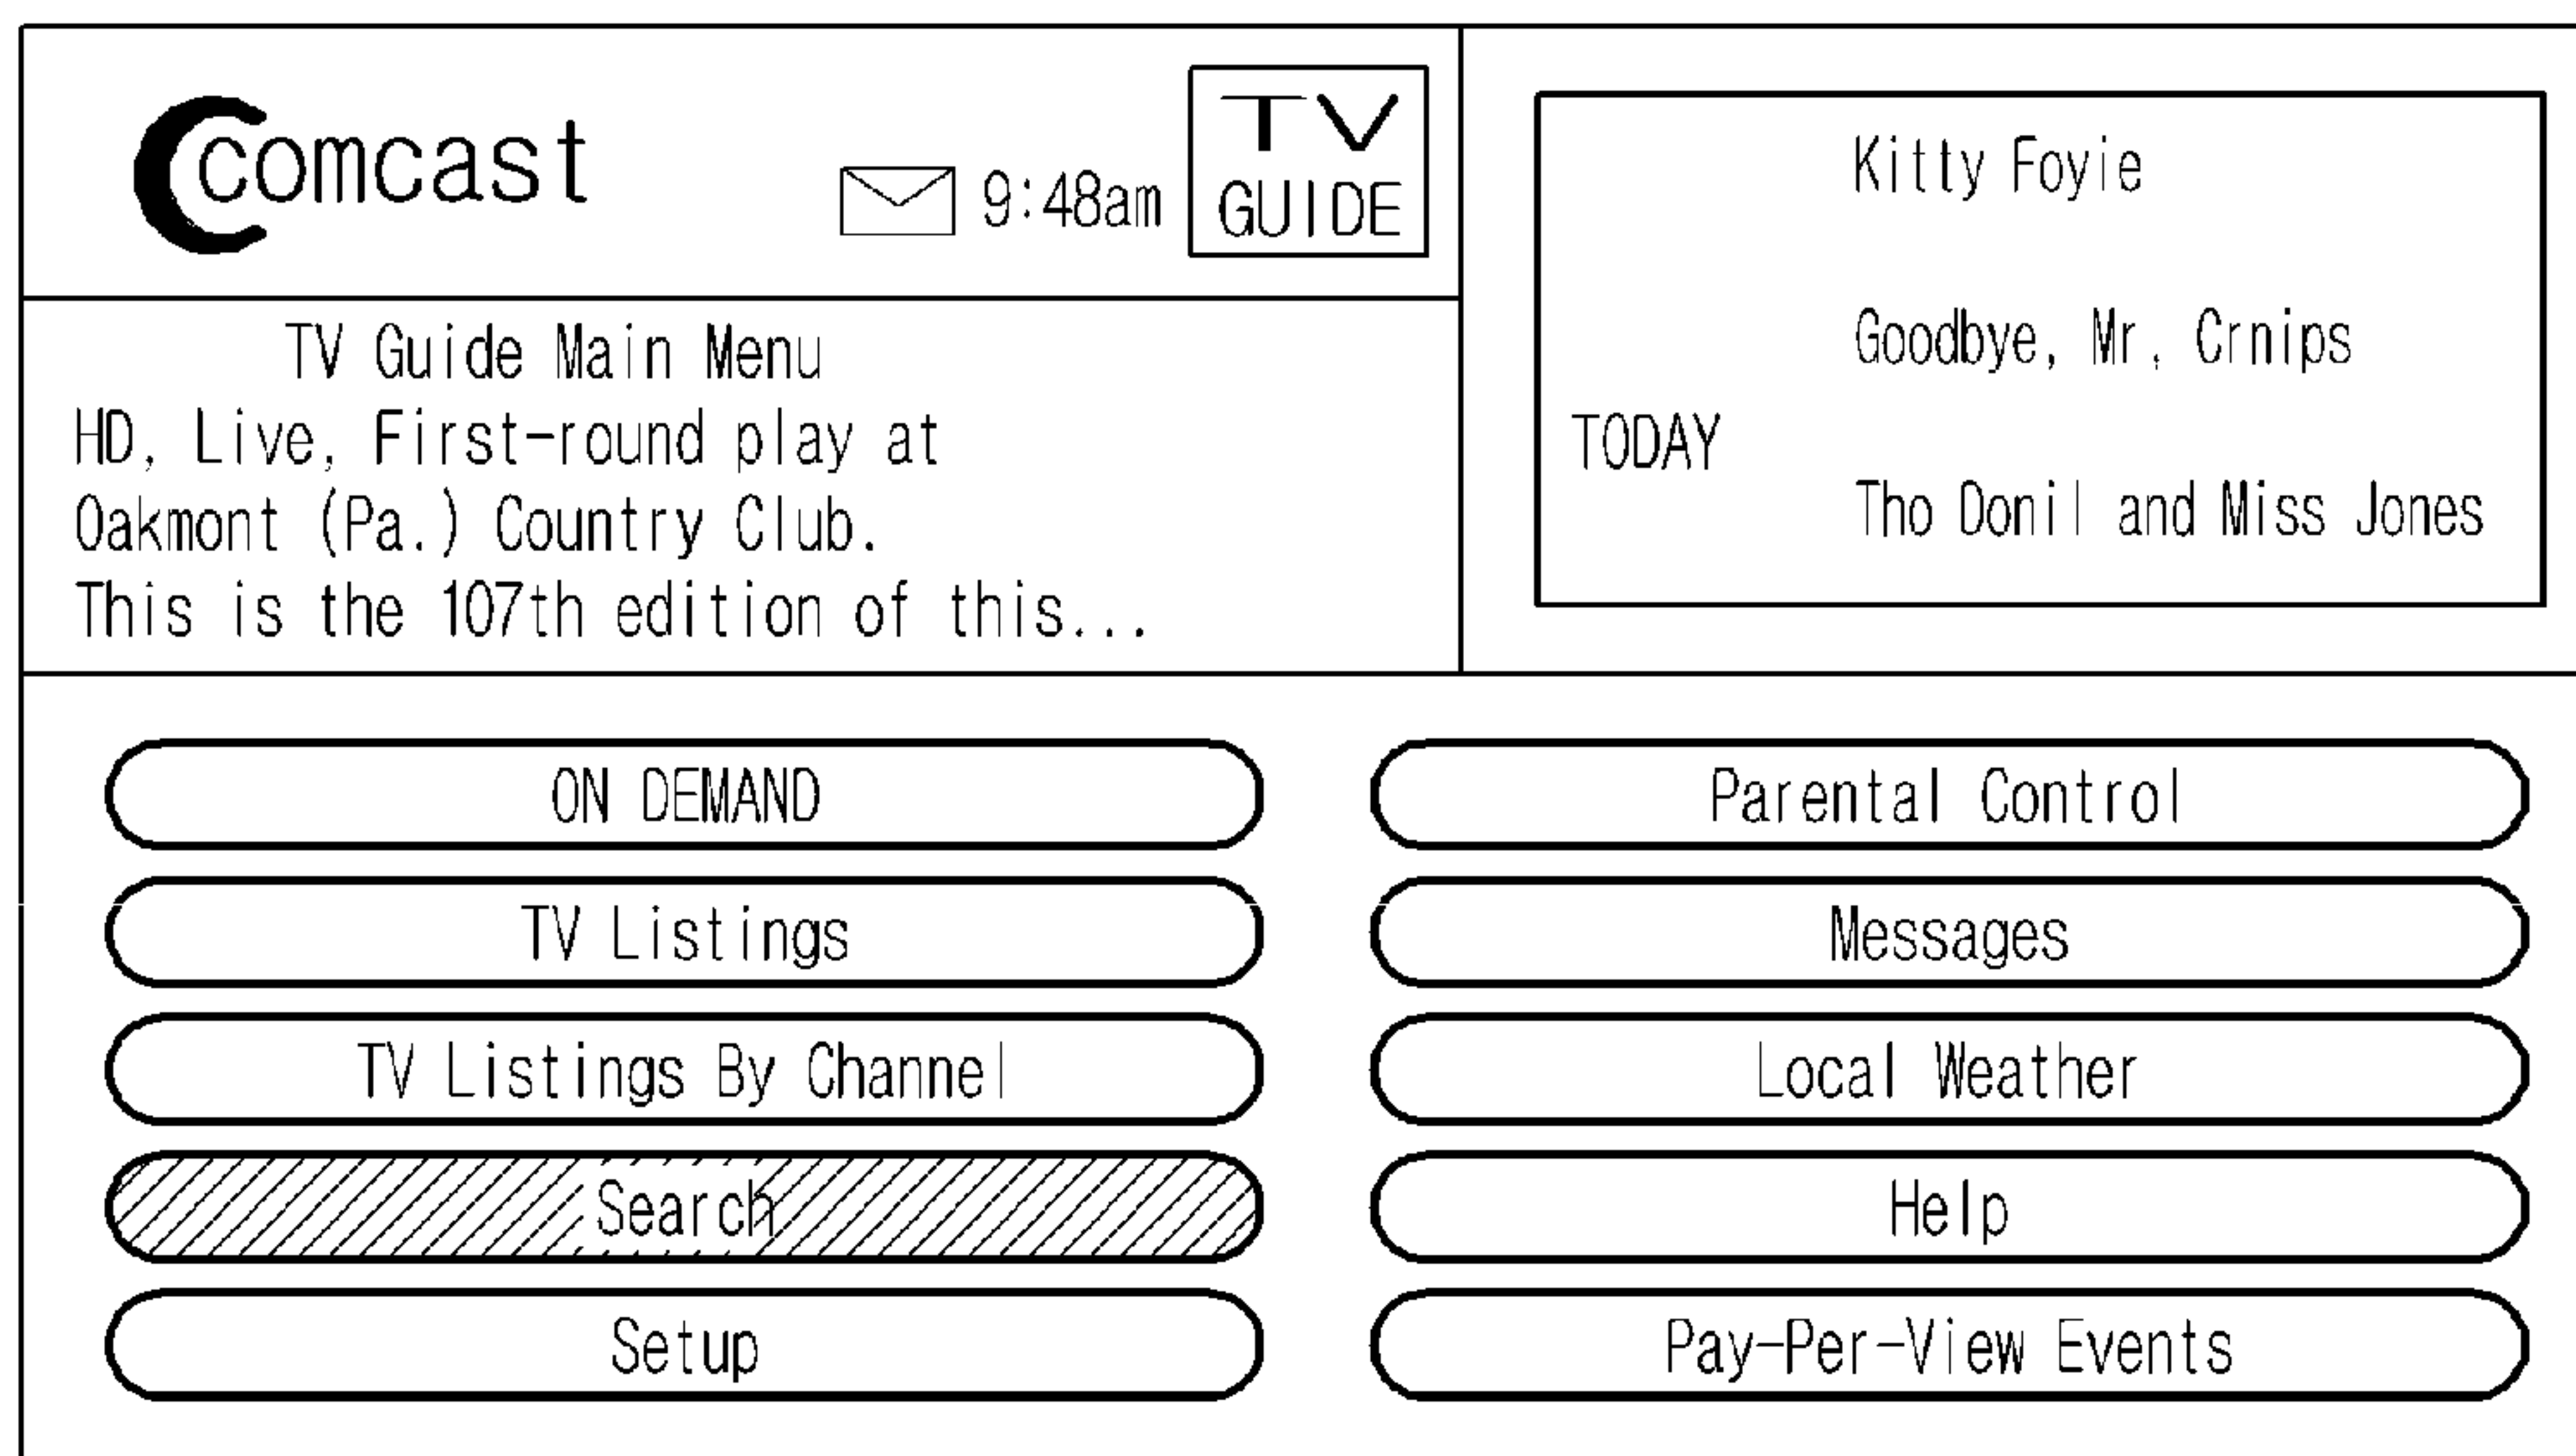 comcast
9:48am
TV
GUIDE
TV Guide Main Menu
HD, Live, First-round play at
Oakmont (Pa.) Country Club.
This is the 107th edition of this...
Kitty Foyie
Goodbye, Mr, Crnips
TODAY
Tho Donil and Miss Jones
ON DEMAND
TV Listings
TV Listings By Channel
Search
Setup
Parental Control
Messages
Local Weather
Help
Pay-Per-View Events